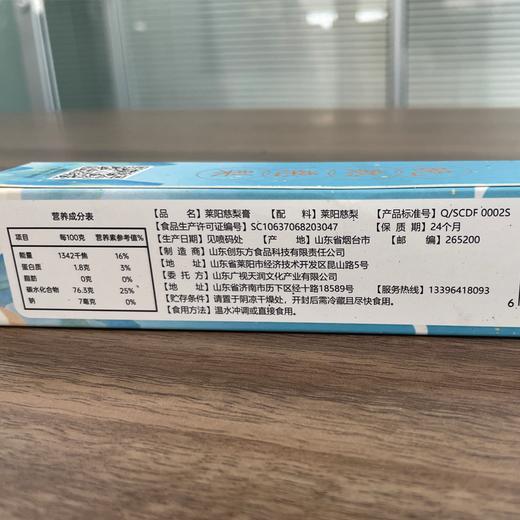 营养成分表
项目 每100克 营养素参考值%
能量 1342千焦 16%
蛋白质 1.8克 3%
脂肪 0克 0%
碳水化合物 76.3克 25%
钠 7毫克 0%
【品 名】莱阳慈梨膏 【配 料】莱阳慈梨 【产品标准号】Q/SCDF 0002S
【食品生产许可证编号】SC10637068203047 【保 质 期】24个月
【生产日期】见喷码处 【产 地】山东省烟台市 【邮 编】265200
【制 造 商】山东创东方食品科技有限责任公司
【地 址】山东省莱阳市经济技术开发区昆山路5号
【委 托 方】山东广视天润文化产业有限公司
【地 址】山东省济南市历下区经十路18589号 【服务热线】13396418093
【贮存条件】请置于阴凉干燥处，开封后需冷藏且尽快食用。
【食用方法】温水冲调或直接食用。
6